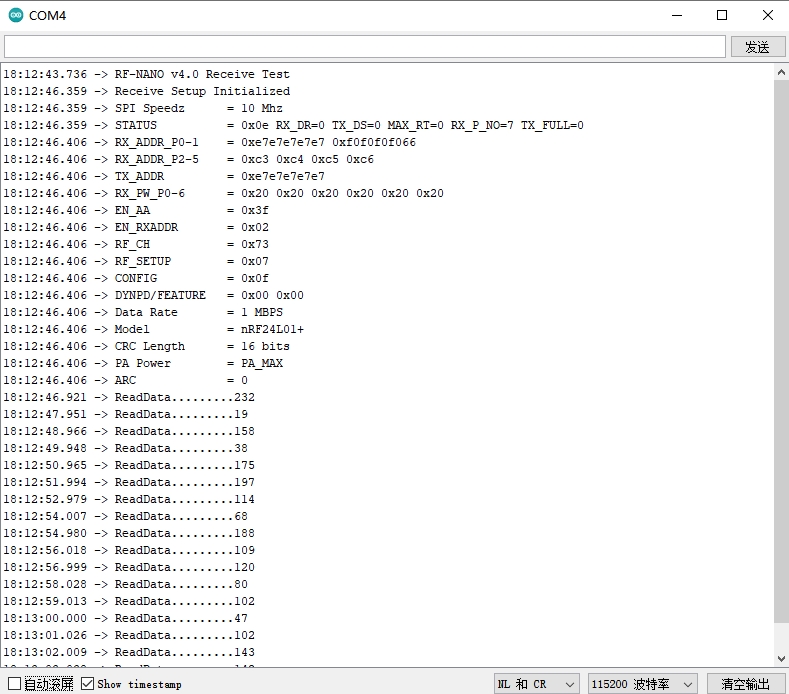 COM4
发送
18:12:43.736 -> RF-NANO v4.0 Receive Test
18:12:46.359 -> Receive Setup Initialized
18:12:46.359 -> SPI Speedz      = 10 Mhz
18:12:46.359 -> STATUS          = 0x0e RX_DR=0 TX_DS=0 MAX_RT=0 RX_P_NO=7 TX_FULL=0
18:12:46.406 -> RX_ADDR_P0-1    = 0xe7e7e7e7e7 0xf0f0f0f066
18:12:46.406 -> RX_ADDR_P2-5    = 0xc3 0xc4 0xc5 0xc6
18:12:46.406 -> TX_ADDR         = 0xe7e7e7e7e7
18:12:46.406 -> RX_PW_P0-6      = 0x20 0x20 0x20 0x20 0x20 0x20
18:12:46.406 -> EN_AA           = 0x3f
18:12:46.406 -> EN_RXADDR       = 0x02
18:12:46.406 -> RF_CH           = 0x73
18:12:46.406 -> RF_SETUP        = 0x07
18:12:46.406 -> CONFIG          = 0x0f
18:12:46.406 -> DYNPD/FEATURE   = 0x00 0x00
18:12:46.406 -> Data Rate       = 1 MBPS
18:12:46.406 -> Model           = nRF24L01+
18:12:46.406 -> CRC Length      = 16 bits
18:12:46.406 -> PA Power        = PA_MAX
18:12:46.406 -> ARC             = 0
18:12:46.921 -> ReadData.........232
18:12:47.951 -> ReadData.........19
18:12:48.966 -> ReadData.........158
18:12:49.948 -> ReadData.........38
18:12:50.965 -> ReadData.........175
18:12:51.994 -> ReadData.........197
18:12:52.979 -> ReadData.........114
18:12:54.007 -> ReadData.........68
18:12:54.980 -> ReadData.........188
18:12:56.018 -> ReadData.........109
18:12:56.999 -> ReadData.........120
18:12:58.028 -> ReadData.........80
18:12:59.013 -> ReadData.........102
18:13:00.000 -> ReadData.........47
18:13:01.026 -> ReadData.........102
18:13:02.009 -> ReadData.........143
自动滚屏 Show timestamp NL 和 CR 115200 波特率 清空输出